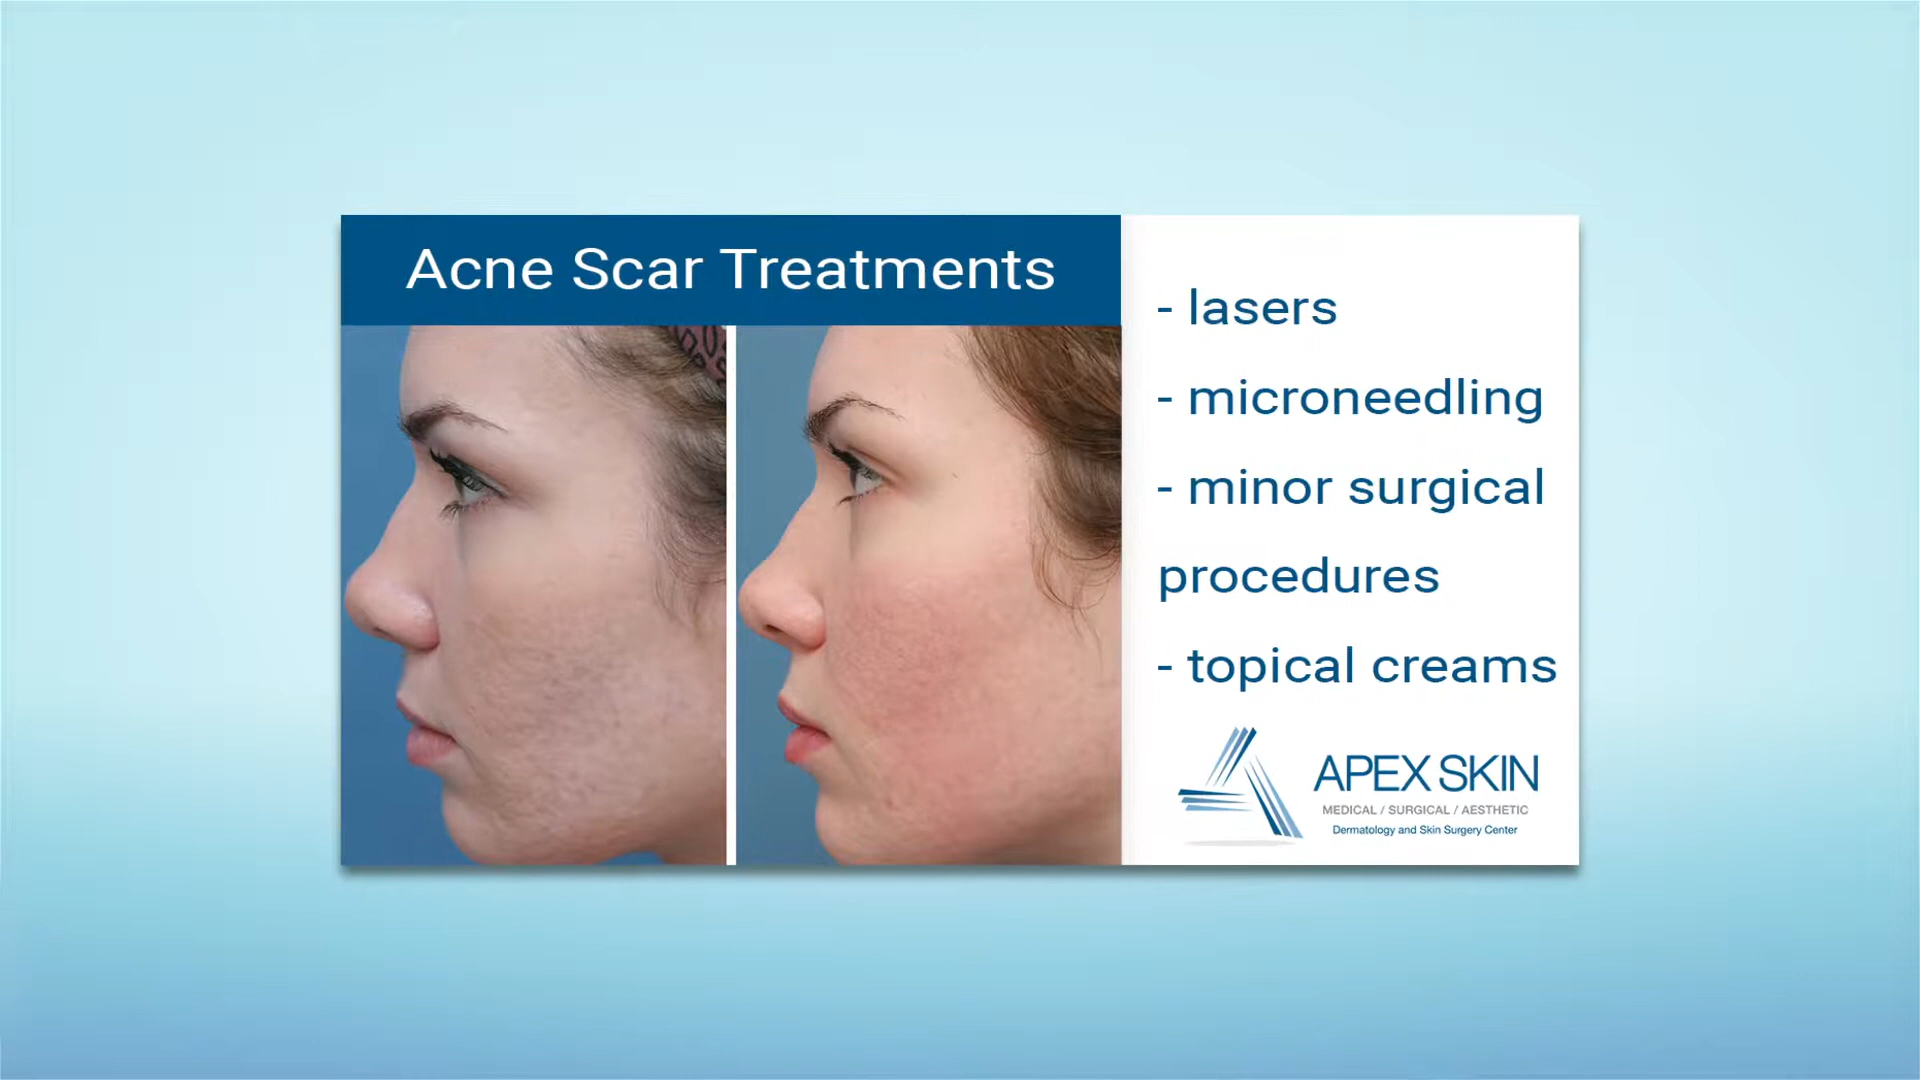 Acne Scar Treatments
- lasers
- microneedling
- minor surgical
procedures
- topical creams
APEX SKIN
MEDICAL / SURGICAL / AESTHETIC
Dermatology and Skin Surgery Center